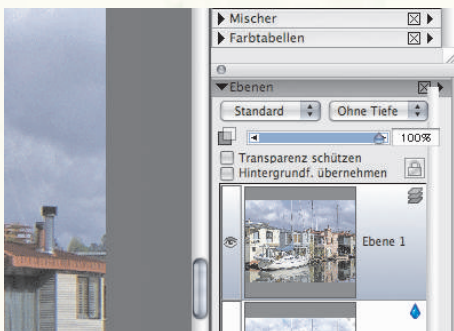 Mischer
Farbtabellen
Ebenen
Standard Ohne Tiefe
100%
Transparenz schützen
Hintergrundf. übernehmen
Ebene 1